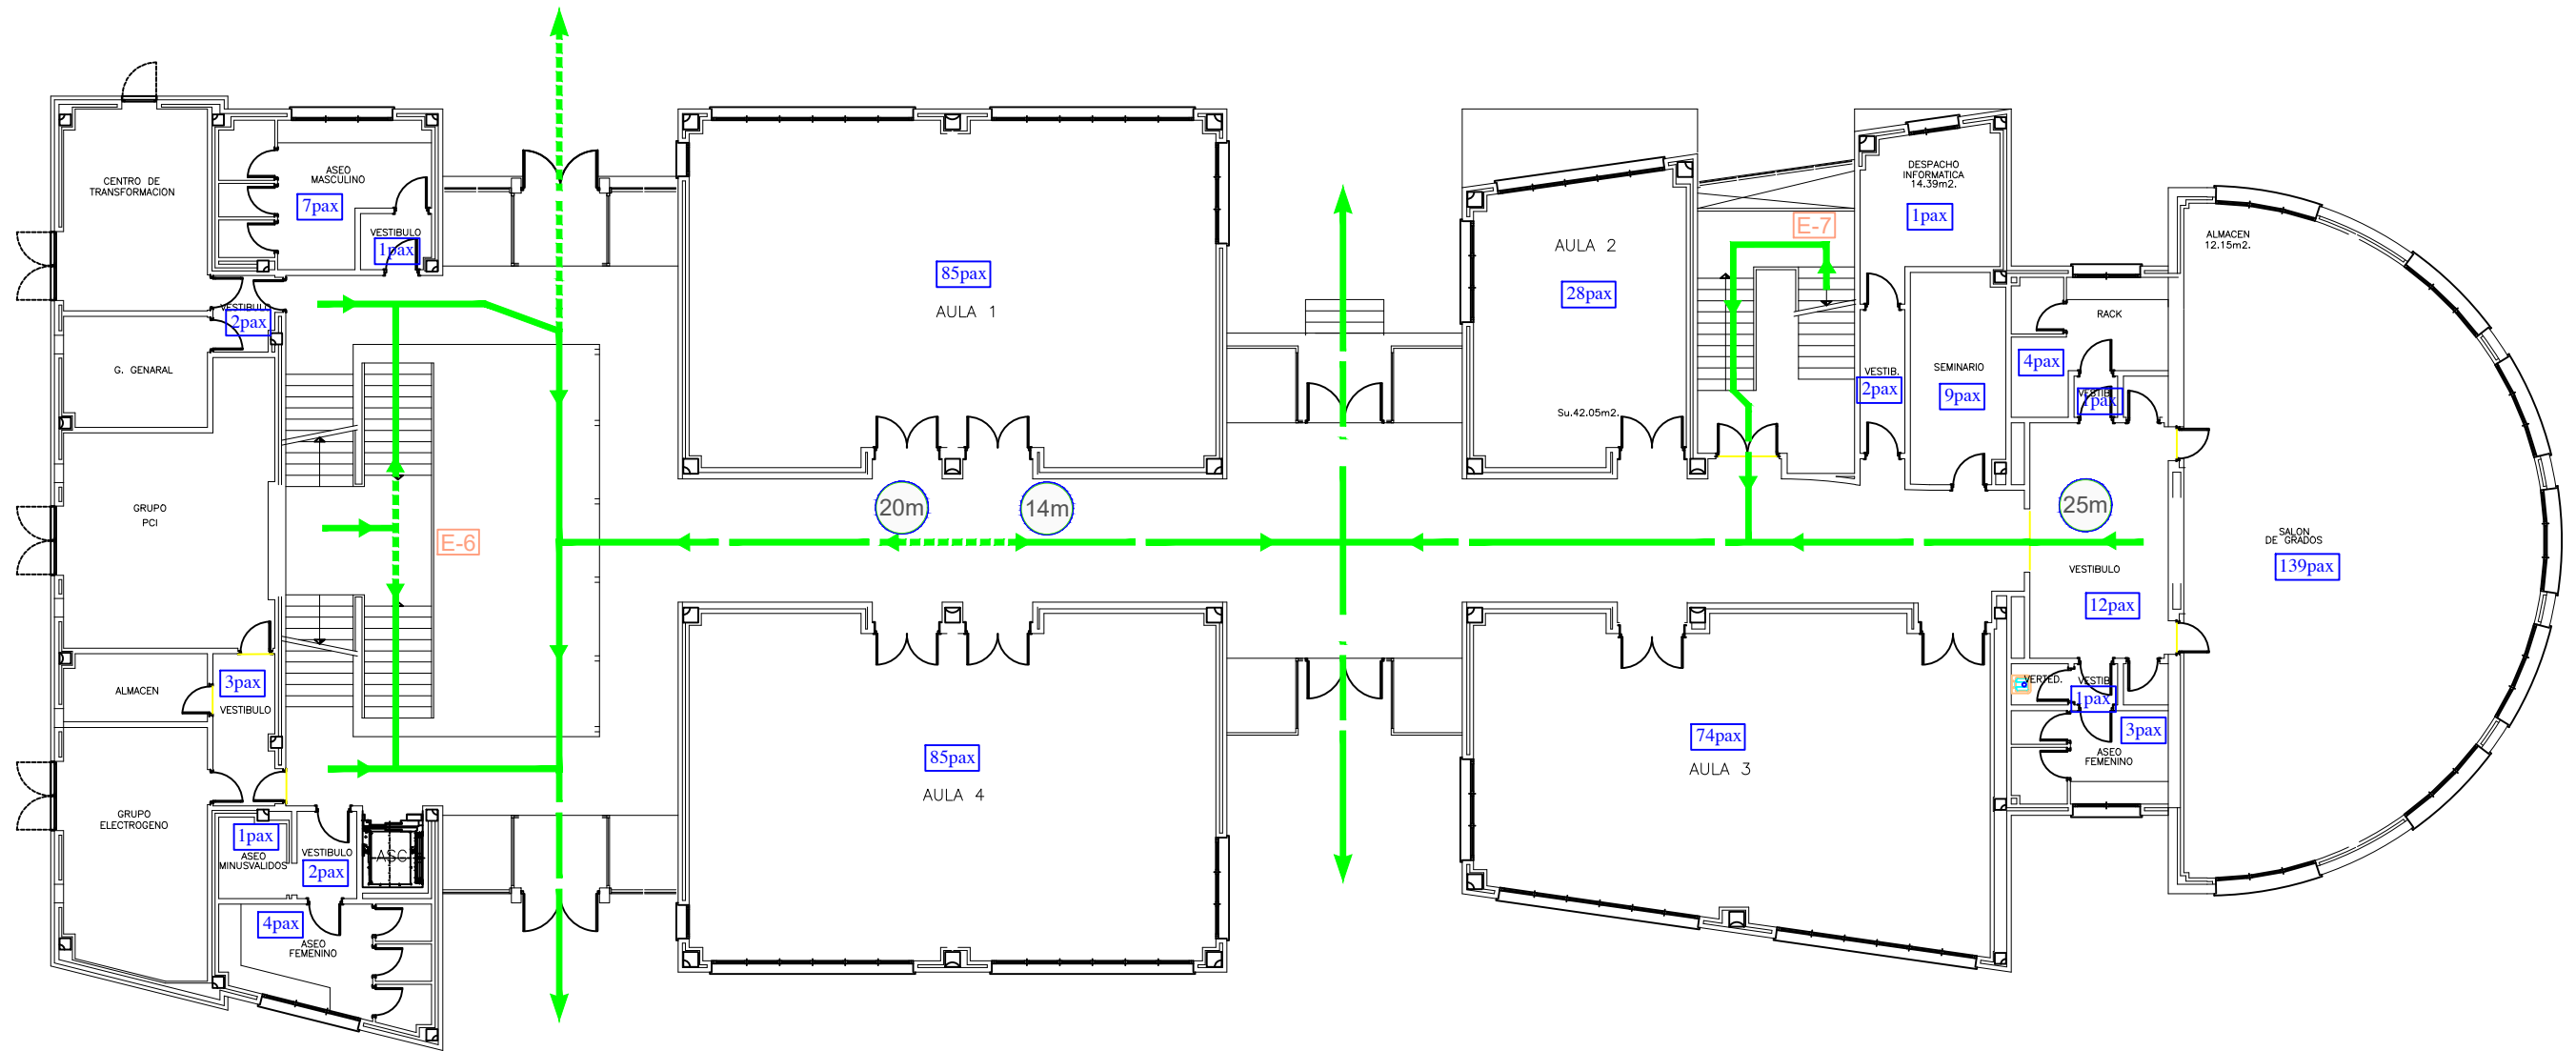 CENTRO DE
TRANSFORMACION
ASEO
MASCULINO
7pax
VESTIBULO
1pax
VESTIBULO
2pax
G. GENARAL
GRUPO
PCI
E-6
ALMACEN
3pax
VESTIBULO
GRUPO
ELECTROGENO
1pax
ASEO
MINUSVALIDOS
VESTIBULO
2pax
ASC
4pax
ASEO
FEMENINO
85pax
AULA 1
20m
14m
85pax
AULA 4
AULA 2
28pax
Su.42.05m2.
E-7
DESPACHO
INFORMATICA
14.39m2.
1pax
VESTIB.
2pax
SEMINARIO
9pax
RACK
4pax
VESTIB.
1pax
ALMACEN
12.15m2.
25m
SALON
DE GRADOS
139pax
VESTIBULO
12pax
74pax
AULA 3
VERTED.
VESTIB.
1pax
3pax
ASEO
FEMENINO